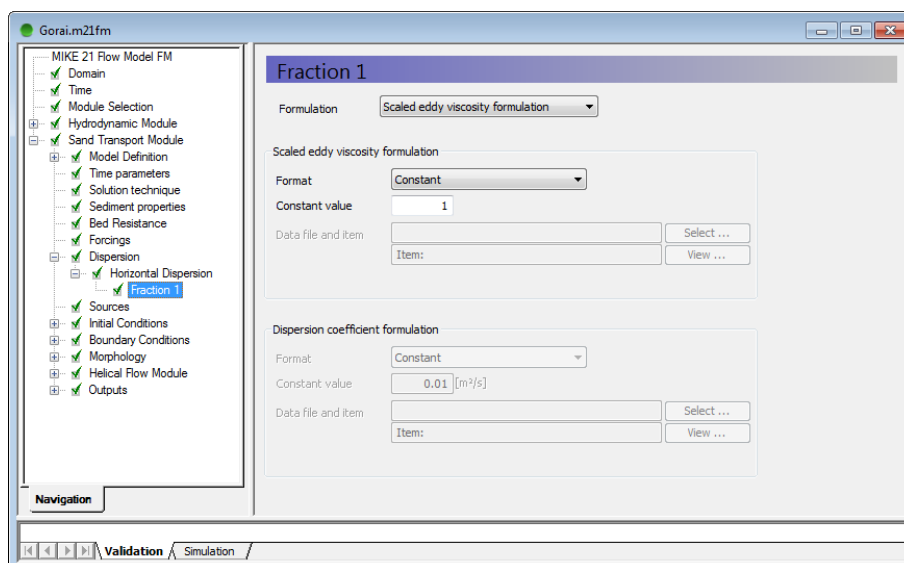 Gorai.m21fm
MIKE 21 Flow Model FM
Domain
Time
Module Selection
Hydrodynamic Module
Sand Transport Module
Model Definition
Time parameters
Solution technique
Sediment properties
Bed Resistance
Forcings
Dispersion
Horizontal Dispersion
Fraction 1
Sources
Initial Conditions
Boundary Conditions
Morphology
Helical Flow Module
Outputs
Navigation
Fraction 1
Formulation Scaled eddy viscosity formulation
Scaled eddy viscosity formulation
Format Constant
Constant value 1
Data file and item Select ...
Item: View ...
Dispersion coefficient formulation
Format Constant
Constant value 0.01 [m²/s]
Data file and item Select ...
Item: View ...
Validation Simulation